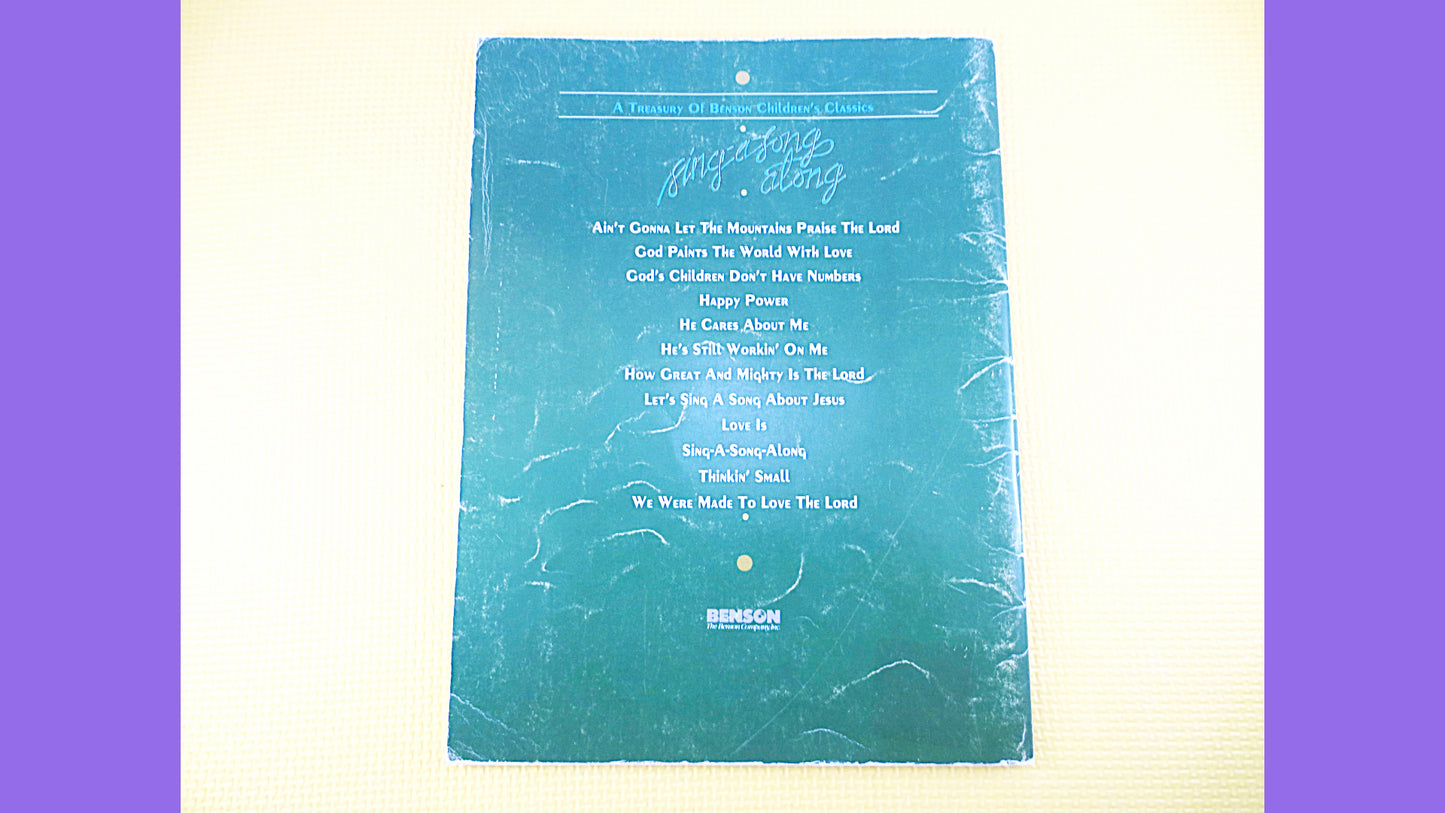 A Treasury Of Benson Children's Classics
sing-a-song
along
Ain't Gonna Let The Mountains Praise The Lord
God Paints The World With Love
God's Children Don't Have Numbers
Happy Power
He Cares About Me
He's Still Workin' On Me
How Great And Mighty Is The Lord
Let's Sing A Song About Jesus
Love Is
Sing-A-Song-Along
Thinkin' Small
We Were Made To Love The Lord
BENSON
The Benson Company, Inc.